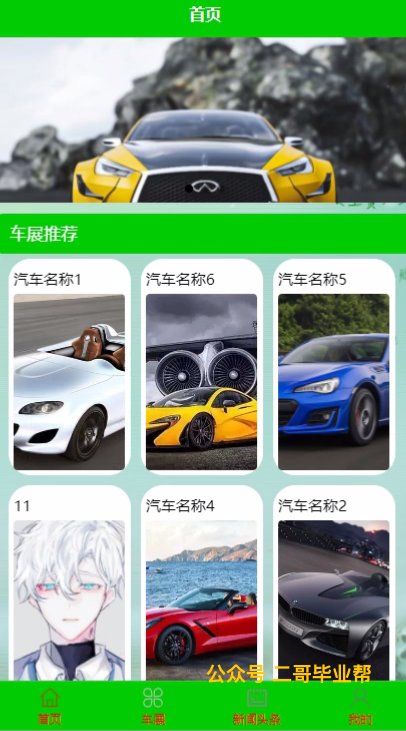 首页
车展推荐
汽车名称1
汽车名称6
汽车名称5
11
汽车名称4
汽车名称2
公众号 二哥毕业帮
首页
车展
新闻头条
我的